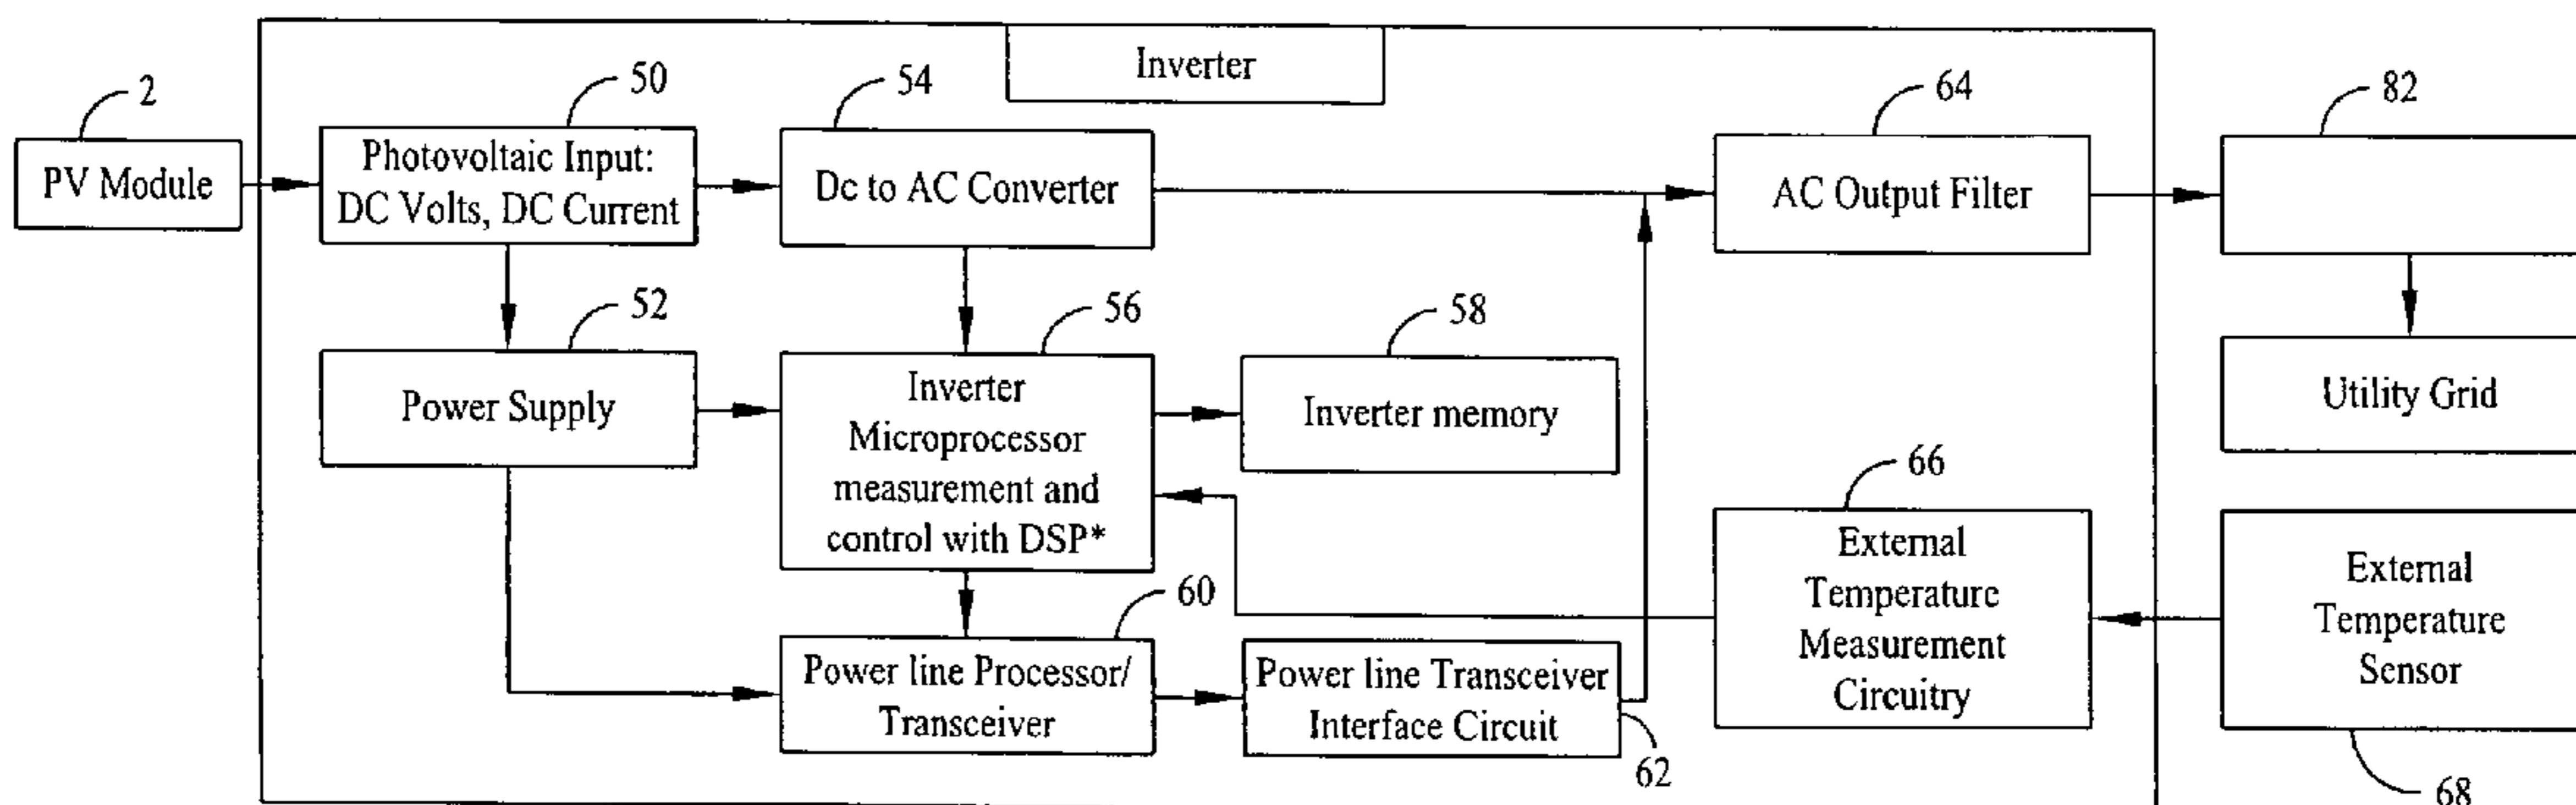 Inverter
2
50
54
64
82
PV Module
Photovoltaic Input:
DC Volts, DC Current
Dc to AC Converter
AC Output Filter
52
56
58
Power Supply
Inverter
Microprocessor
measurement and
control with DSP*
Inverter memory
Utility Grid
66
External
Temperature
Measurement
Circuitry
External
Temperature
Sensor
60
Power line Processor/
Transceiver
Power line Transceiver
Interface Circuit
62
68